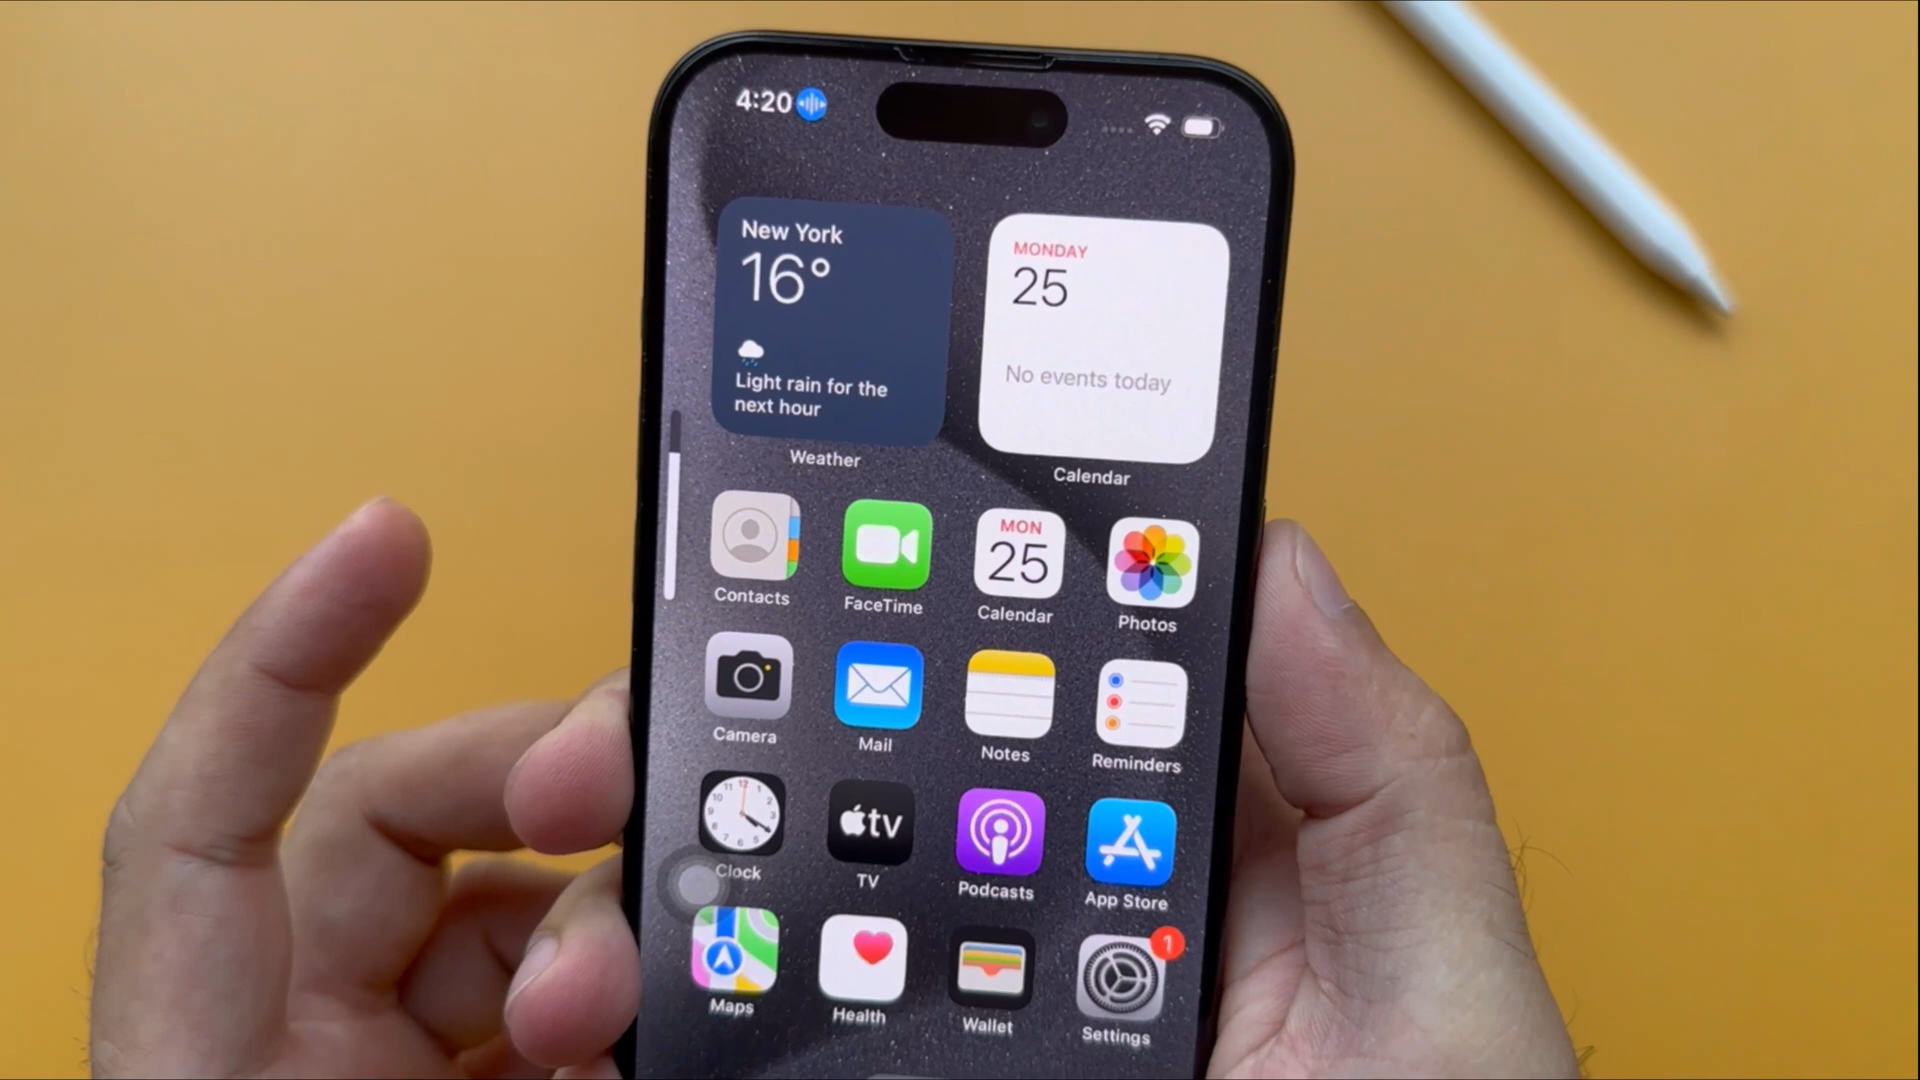 4:20
New York
16°
Light rain for the
next hour
Weather
MONDAY
25
No events today
Calendar
Contacts
FaceTime
MON
25
Calendar
Photos
Camera
Mail
Notes
Reminders
Clock
tv
TV
Podcasts
App Store
Maps
Health
Wallet
1
Settings